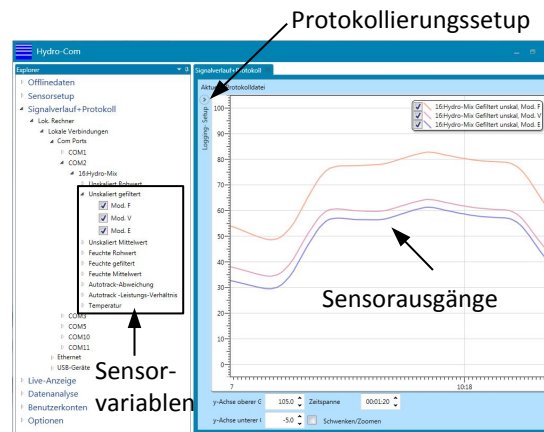 Protokollierungssetup
Hydro-Com
Explorer
Signalverlauf+Protokoll
Offlinedaten
Sensorsetup
Signalverlauf+Protokoll
Lok. Rechner
Lokale Verbindungen
Com Ports
COM1
COM2
16:Hydro-Mix
Unskaliert Rohwert
Unskaliert gefiltert
Mod. F
Mod. V
Mod. E
Unskaliert Mittelwert
Feuchte Rohwert
Feuchte gefiltert
Feuchte Mittelwert
Autotrack-Abweichung
Autotrack -Leistungs-Verhältnis
Temperatur
COM3
COM5
COM10
COM11
Ethernet
USB-Geräte
Live-Anzeige
Datenanalyse
Benutzerkonten
Optionen
Sensor-
variablen
Protokolldatei
Logging- Setup
16:Hydro-Mix Gefiltert unskal, Mod. F
16:Hydro-Mix Gefiltert unskal, Mod. V
16:Hydro-Mix Gefiltert unskal, Mod. E
100
90
80
70
60
50
40
30
20
10
0
Sensorausgänge
7
10:18
y-Achse oberer G
105.0
Zeitspanne
00:01:20
y-Achse unterer
-5.0
Schwenken/Zoomen